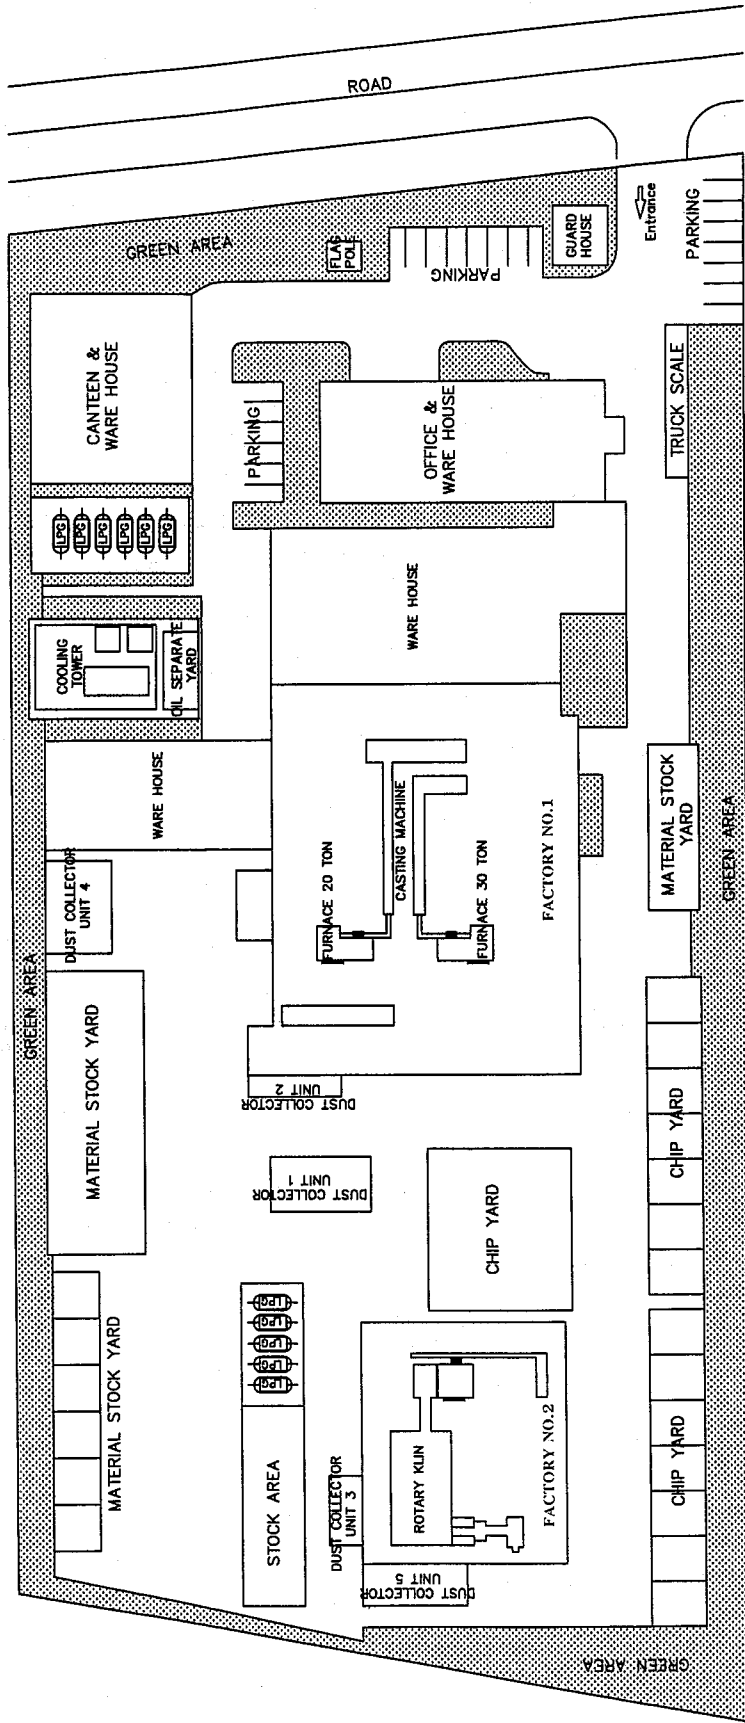 ROAD
GREEN AREA
FLAG
POLE
PARKING
GUARD
HOUSE
Entrance
PARKING
CANTEEN &
WARE HOUSE
PARKING
OFFICE &
WARE HOUSE
TRUCK SCALE
LPG
LPG
LPG
LPG
LPG
LPG
WARE HOUSE
COOLING
TOWER
OIL SEPARATE
YARD
WARE HOUSE
FURNACE 20 TON
CASTING MACHINE
FURNACE 30 TON
FACTORY NO.1
MATERIAL STOCK
YARD
GREEN AREA
DUST COLLECTOR
UNIT 4
GREEN AREA
MATERIAL STOCK YARD
DUST COLLECTOR
UNIT 2
DUST COLLECTOR
UNIT 1
CHIP YARD
CHIP YARD
LPG
LPG
LPG
LPG
LPG
MATERIAL STOCK YARD
STOCK AREA
DUST COLLECTOR
UNIT 3
ROTARY KLIN
FACTORY NO.2
CHIP YARD
DUST COLLECTOR
UNIT 5
GREEN AREA